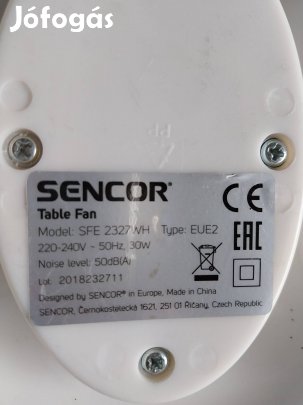 Jófogás
PP
SENCOR®
Table Fan
Model: SFE 2327WH Type: EUE2
220-240V ~ 50Hz, 30W
Noise level: 50dB(A)
Lot: 2018232711
Designed by SENCOR® in Europe, Made in China
SENCOR, Černokostelecká 1621, 251 01 Říčany, Czech Republic
CE
EAC